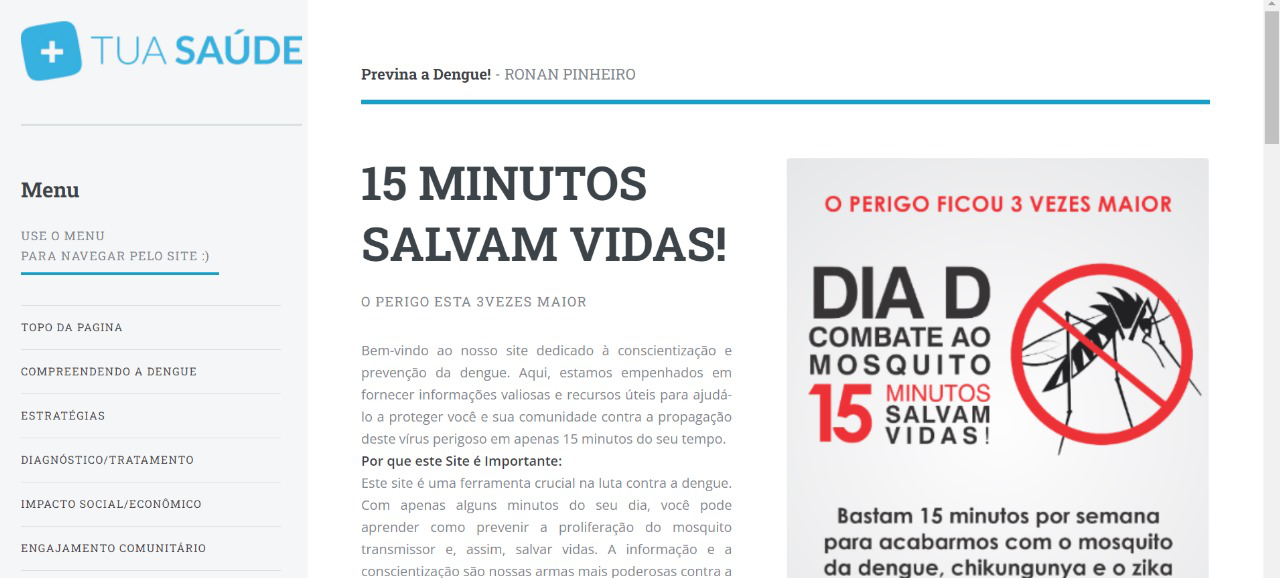 TUA SAÚDE
Menu
USE O MENU
PARA NAVEGAR PELO SITE :)
TOPO DA PAGINA
COMPREENDENDO A DENGUE
ESTRATÉGIAS
DIAGNÓSTICO/TRATAMENTO
IMPACTO SOCIAL/ECONÔMICO
ENGAJAMENTO COMUNITÁRIO
Previna a Dengue! - RONAN PINHEIRO
15 MINUTOS
SALVAM VIDAS!
O PERIGO ESTA 3VEZES MAIOR
Bem-vindo ao nosso site dedicado à conscientização e
prevenção da dengue. Aqui, estamos empenhados em
fornecer informações valiosas e recursos úteis para ajudá-
lo a proteger você e sua comunidade contra a propagação
deste vírus perigoso em apenas 15 minutos do seu tempo.
Por que este Site é Importante:
Este site é uma ferramenta crucial na luta contra a dengue.
Com apenas alguns minutos do seu dia, você pode
aprender como prevenir a proliferação do mosquito
transmissor e, assim, salvar vidas. A informação e a
conscientização são nossas armas mais poderosas contra a
O PERIGO FICOU 3 VEZES MAIOR
DIA D
COMBATE AO
MOSQUITO
15 MINUTOS
SALVAM
VIDAS!
Bastam 15 minutos por semana
para acabarmos com o mosquito
da dengue, chikungunya e o zika